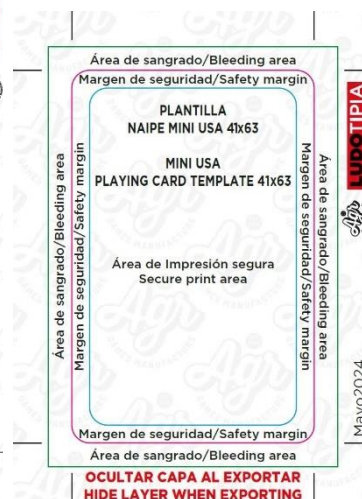 Área de sangrado/Bleeding area
Margen de seguridad/Safety margin
PLANTILLA
NAIPE MINI USA 41x63
MINI USA
PLAYING CARD TEMPLATE 41x63
Área de Impresión segura
Secure print area
Área de sangrado/Bleeding area
Margen de seguridad/Safety margin
Margen de seguridad/Safety margin
Área de sangrado/Bleeding area
LUDOTIPIA
Mayo2024
Margen de seguridad/Safety margin
Área de sangrado/Bleeding area
OCULTAR CAPA AL EXPORTAR
HIDE LAYER WHEN EXPORTING